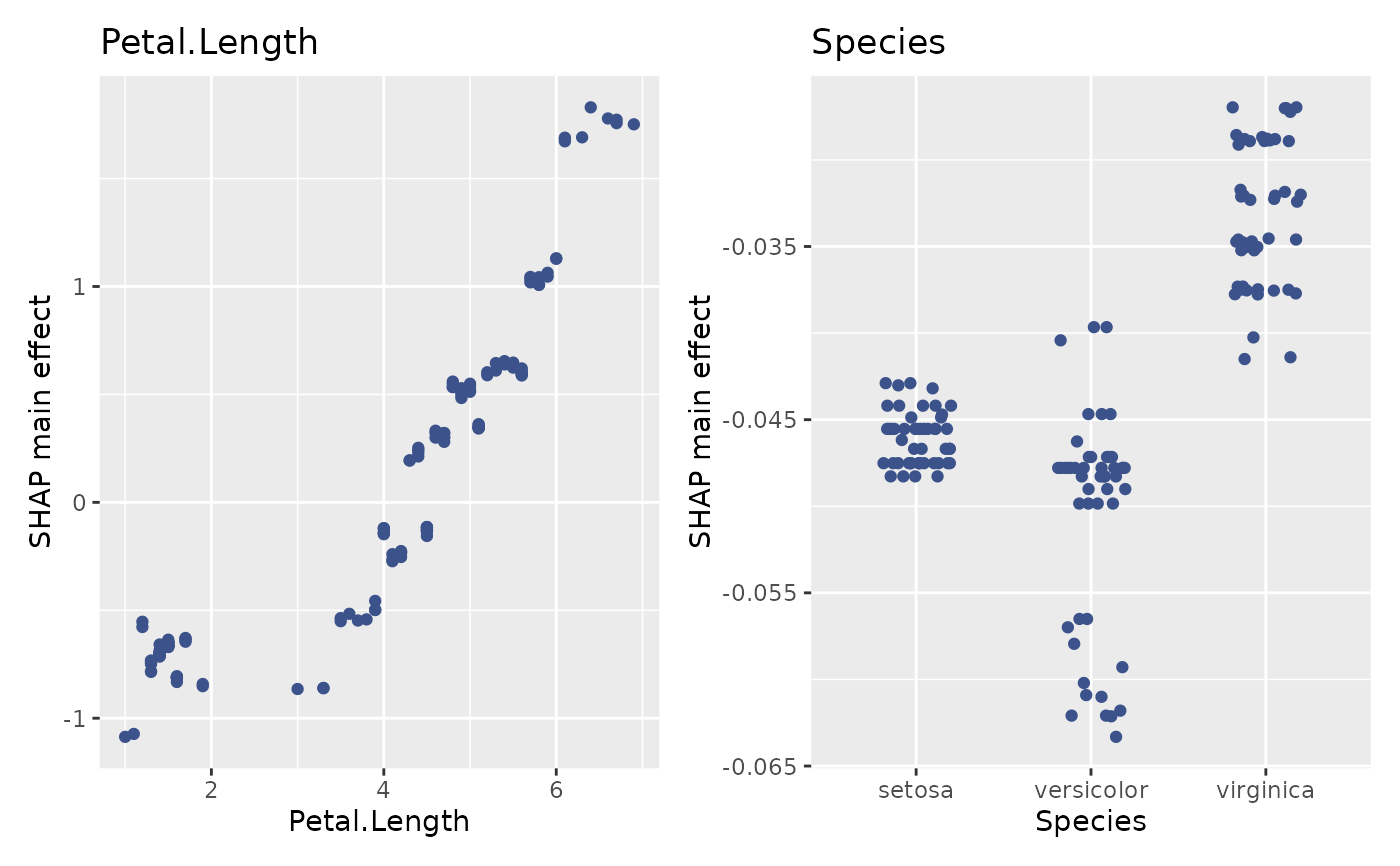 Petal.Length
SHAP main effect
1
0
-1
2
4
6
Petal.Length
Species
SHAP main effect
-0.035
-0.045
-0.055
-0.065
setosa
versicolor
virginica
Species